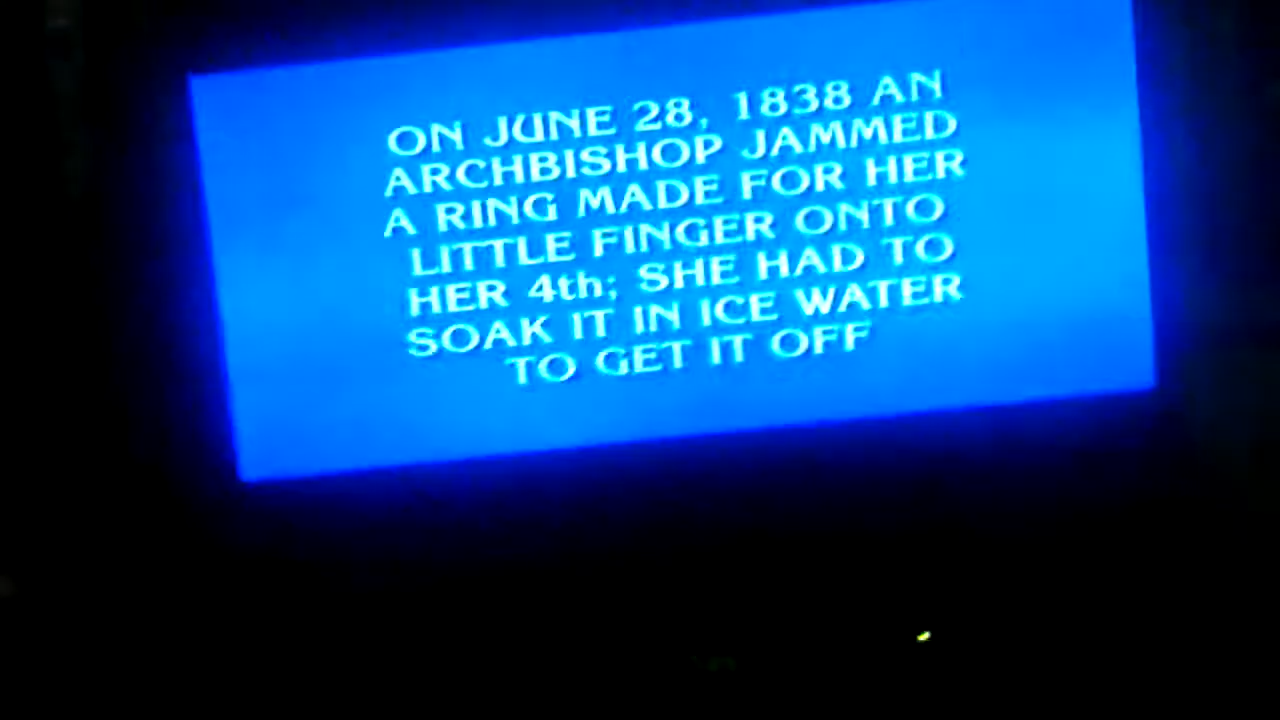 ON JUNE 28, 1838 AN
ARCHBISHOP JAMMED
A RING MADE FOR HER
LITTLE FINGER ONTO
HER 4th; SHE HAD TO
SOAK IT IN ICE WATER
TO GET IT OFF